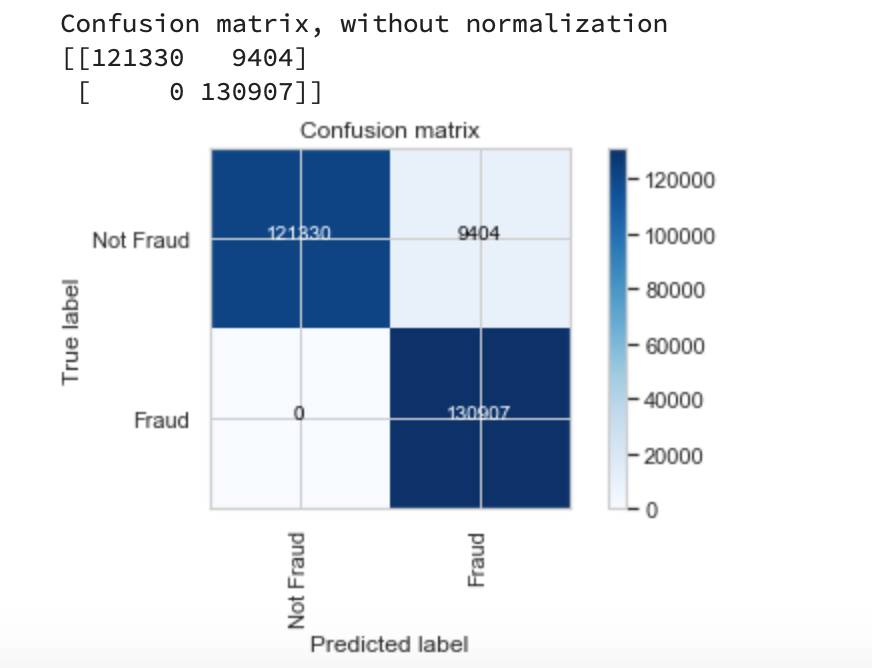 Confusion matrix, without normalization
[[121330   9404]
 [     0 130907]]
Confusion matrix
121330
9404
0
130907
Not Fraud
Fraud
True label
Not Fraud
Fraud
Predicted label
120000
100000
80000
60000
40000
20000
0